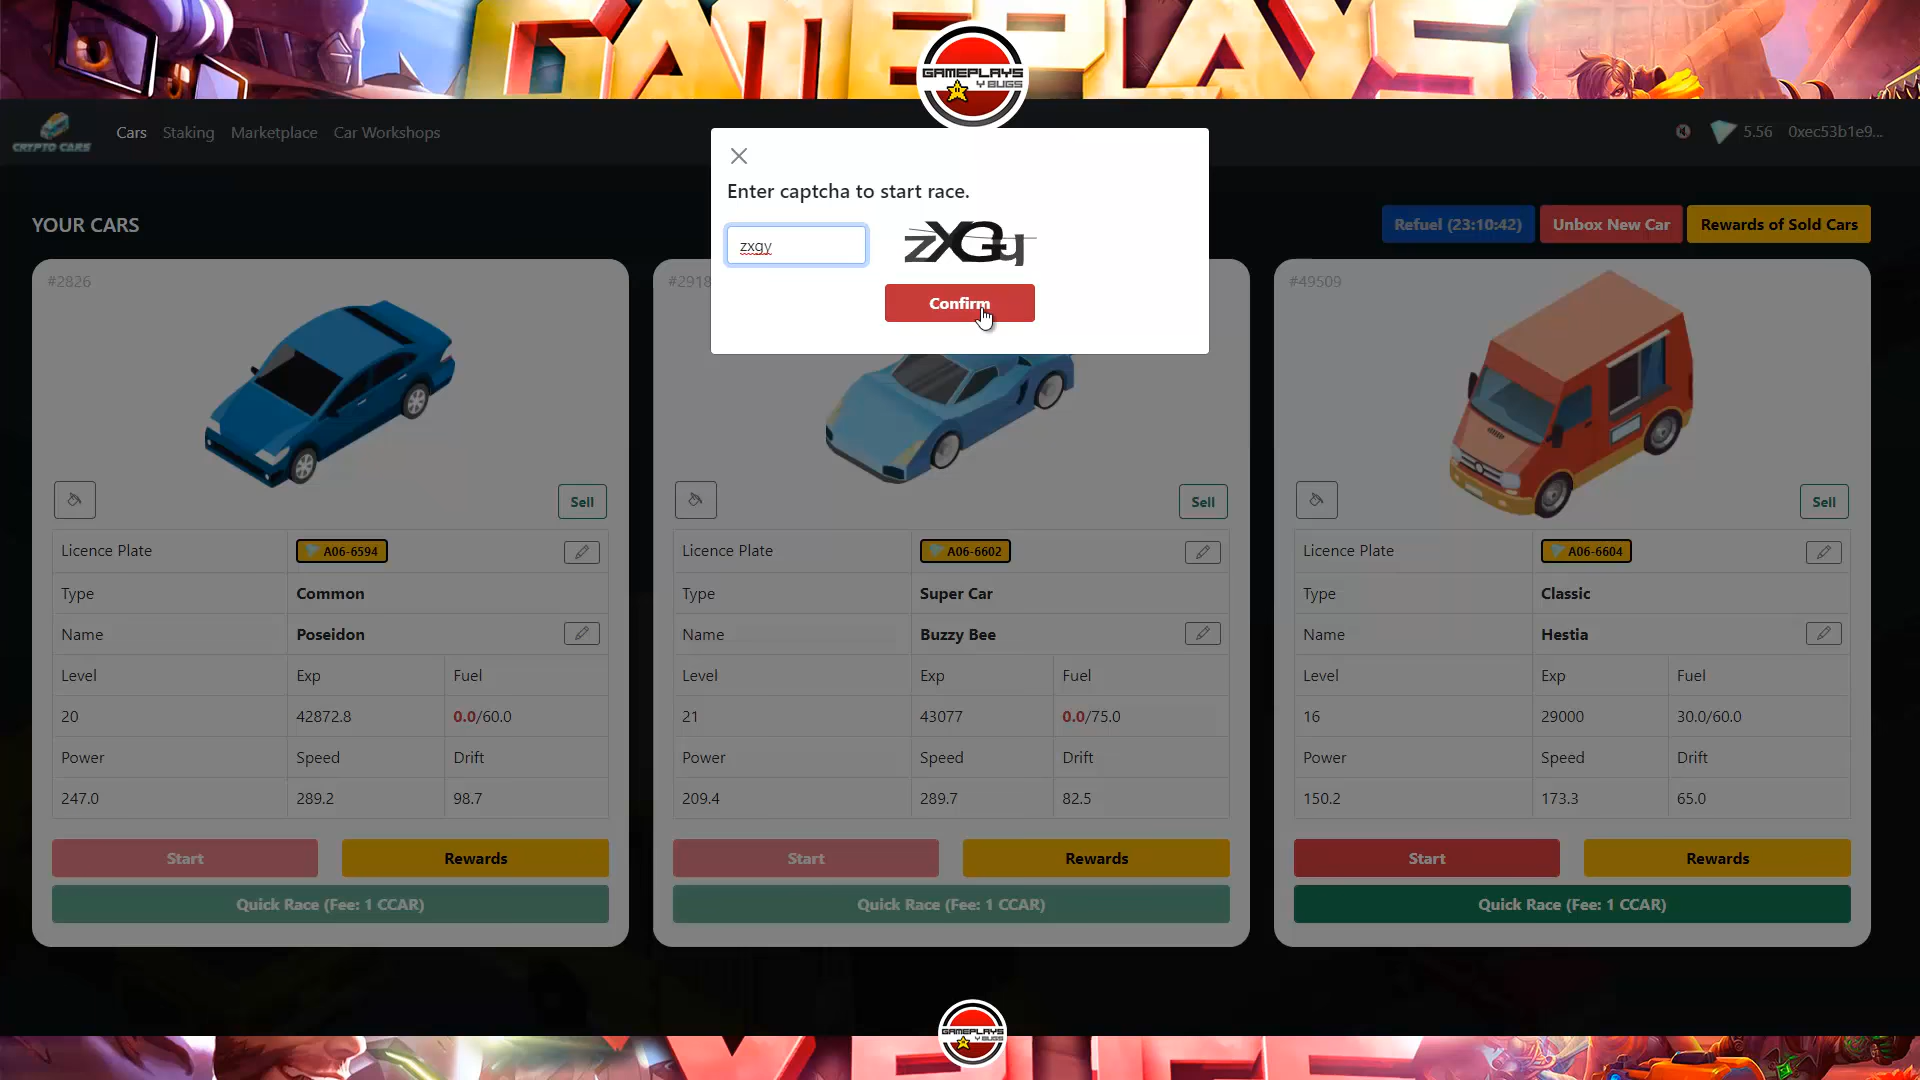 GAMEPLAYS
GAMEPLAYS
Y BUGS
CRYPTO CARS
Cars
Staking
Marketplace
Car Workshops
5.56
0xec53b1e9...
Enter captcha to start race.
zxgy
zXGy
Confirm
YOUR CARS
Refuel (23:10:42)
Unbox New Car
Rewards of Sold Cars
#2826
Sell
Licence Plate
A06-6594
Type
Common
Name
Poseidon
Level
Exp
Fuel
20
42872.8
0.0/60.0
Power
Speed
Drift
247.0
289.2
98.7
Start
Rewards
Quick Race (Fee: 1 CCAR)
#2918
Sell
Licence Plate
A06-6602
Type
Super Car
Name
Buzzy Bee
Level
Exp
Fuel
21
43077
0.0/75.0
Power
Speed
Drift
209.4
289.7
82.5
Start
Rewards
Quick Race (Fee: 1 CCAR)
#49509
Sell
Licence Plate
A06-6604
Type
Classic
Name
Hestia
Level
Exp
Fuel
16
29000
30.0/60.0
Power
Speed
Drift
150.2
173.3
65.0
Start
Rewards
Quick Race (Fee: 1 CCAR)
GAMEPLAYS
Y BUGS